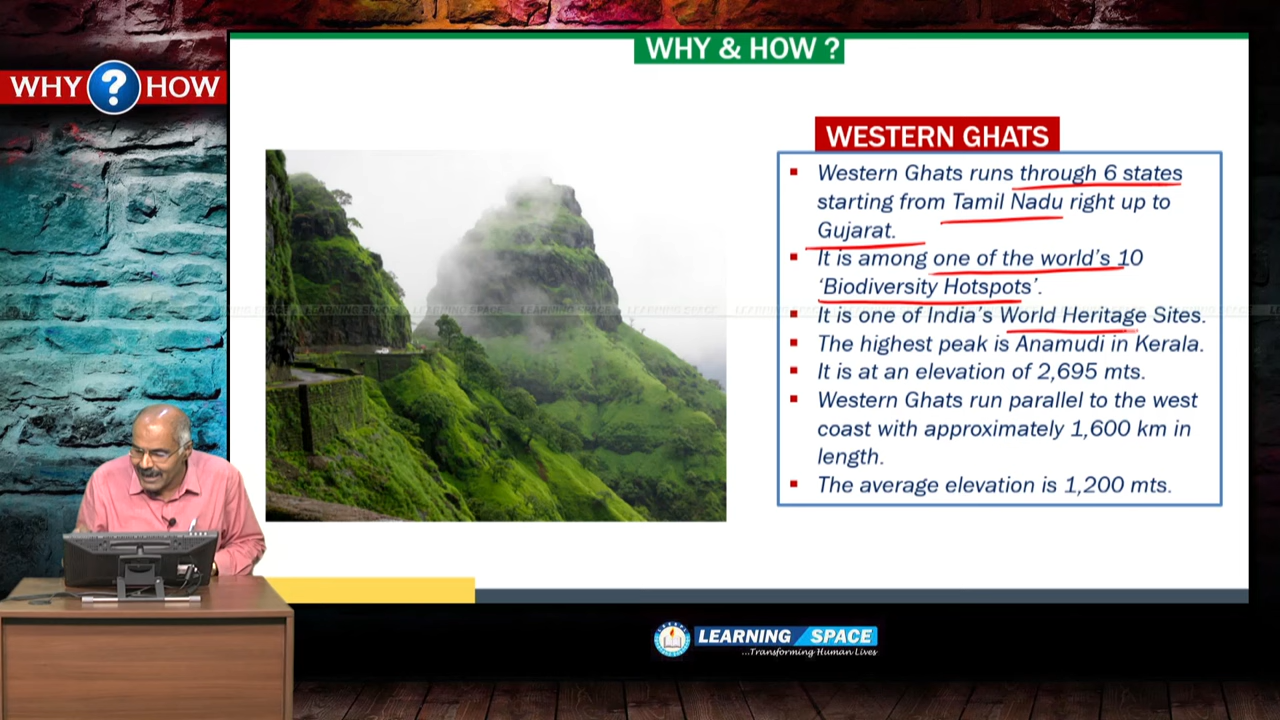 WHY & HOW ?
WHY ? HOW
WESTERN GHATS
▪ Western Ghats runs through 6 states
starting from Tamil Nadu right up to
Gujarat.
▪ It is among one of the world's 10
‘Biodiversity Hotspots’.
▪ It is one of India's World Heritage Sites.
▪ The highest peak is Anamudi in Kerala.
▪ It is at an elevation of 2,695 mts.
▪ Western Ghats run parallel to the west
coast with approximately 1,600 km in
length.
▪ The average elevation is 1,200 mts.
LEARNING SPACE
...Transforming Human Lives